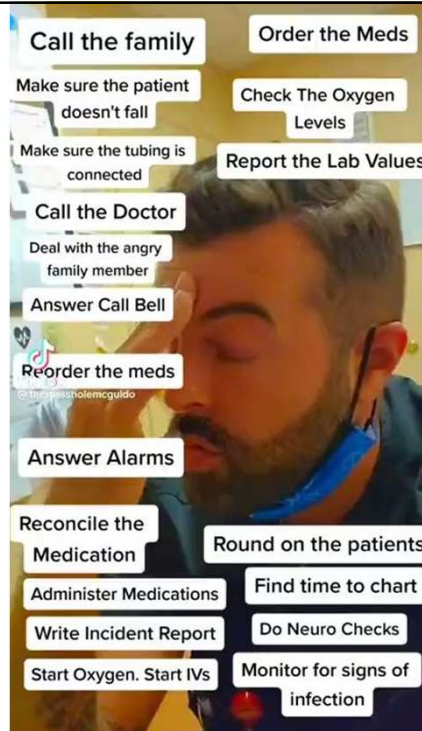 Call the family
Order the Meds
Make sure the patient
doesn't fall
Check The Oxygen
Levels
Make sure the tubing is
connected
Report the Lab Values
Call the Doctor
Deal with the angry
family member
Answer Call Bell
Reorder the meds
Answer Alarms
Reconcile the
Medication
Round on the patients
Administer Medications
Find time to chart
Write Incident Report
Do Neuro Checks
Start Oxygen. Start IVs
Monitor for signs of
infection